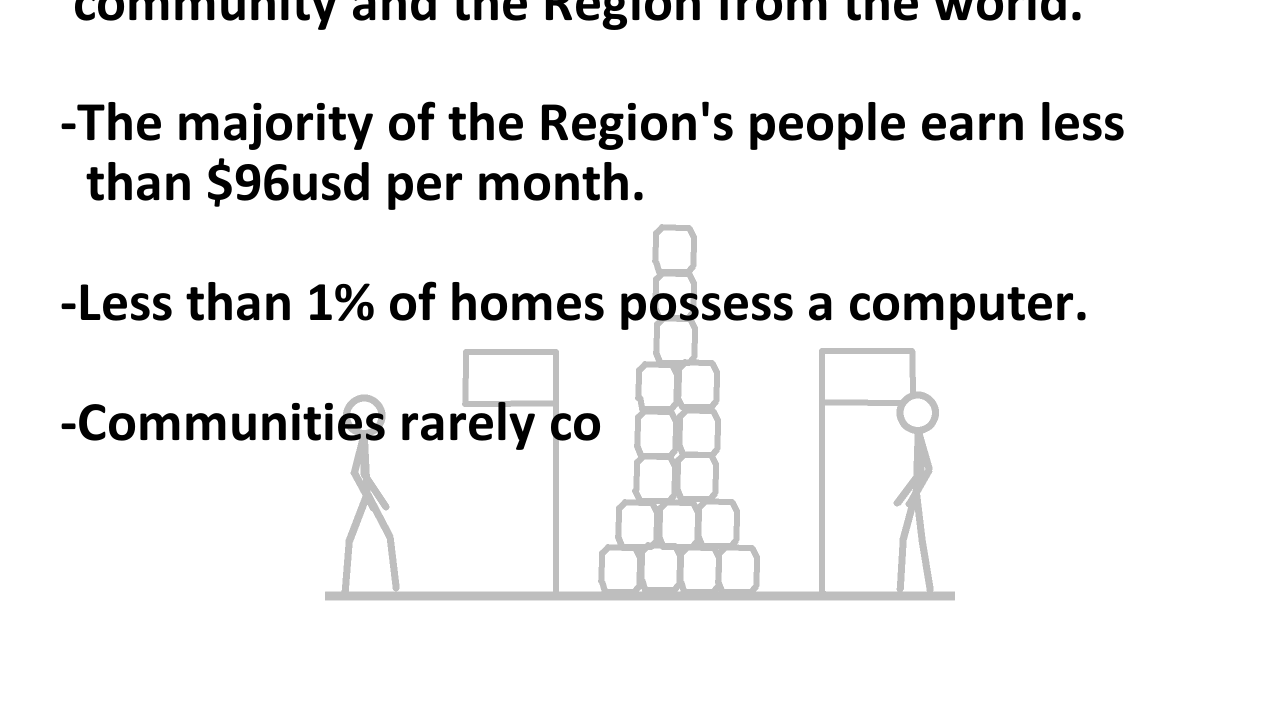 community and the Region from the world.
-The majority of the Region's people earn less
than $96usd per month.
-Less than 1% of homes possess a computer.
-Communities rarely co